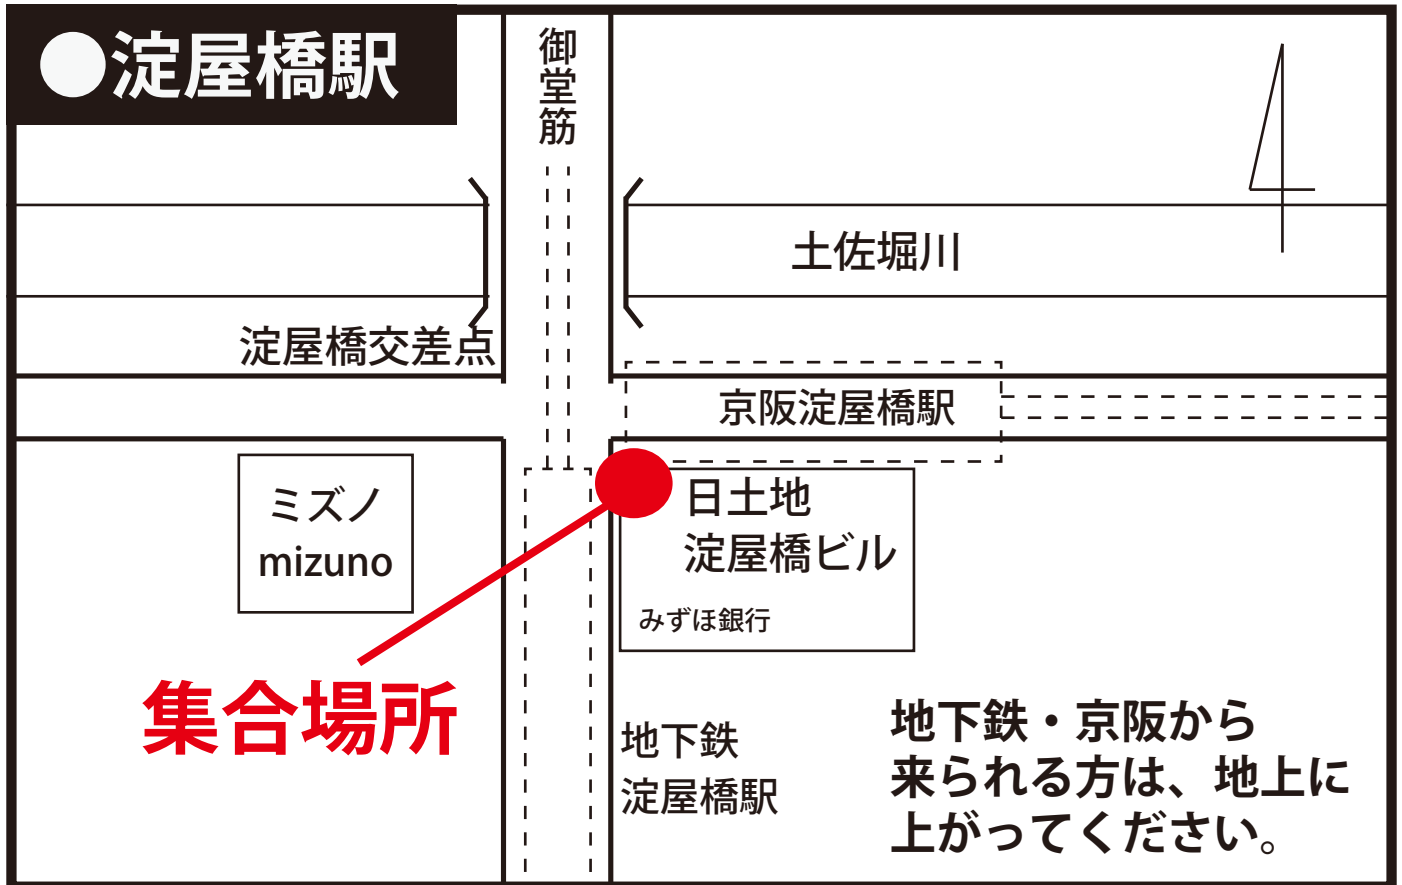 ●淀屋橋駅
御堂筋
土佐堀川
淀屋橋交差点
京阪淀屋橋駅
ミズノ
mizuno
日土地
淀屋橋ビル
みずほ銀行
集合場所
地下鉄
淀屋橋駅
地下鉄・京阪から
来られる方は、地上に
上がってください。